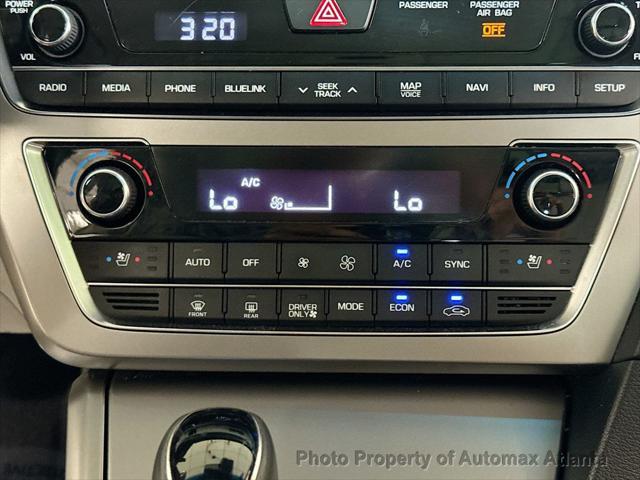 POWER
PUSH
VOL
3:20
PASSENGER
PASSENGER
AIR BAG
OFF
RADIO
MEDIA
PHONE
BLUELINK
SEEK
TRACK
MAP
VOICE
NAVI
INFO
SETUP
A/C
Lo
Lo
AUTO
OFF
A/C
SYNC
FRONT
REAR
DRIVER
ONLY
MODE
ECON
Photo Property of Automax Atlanta